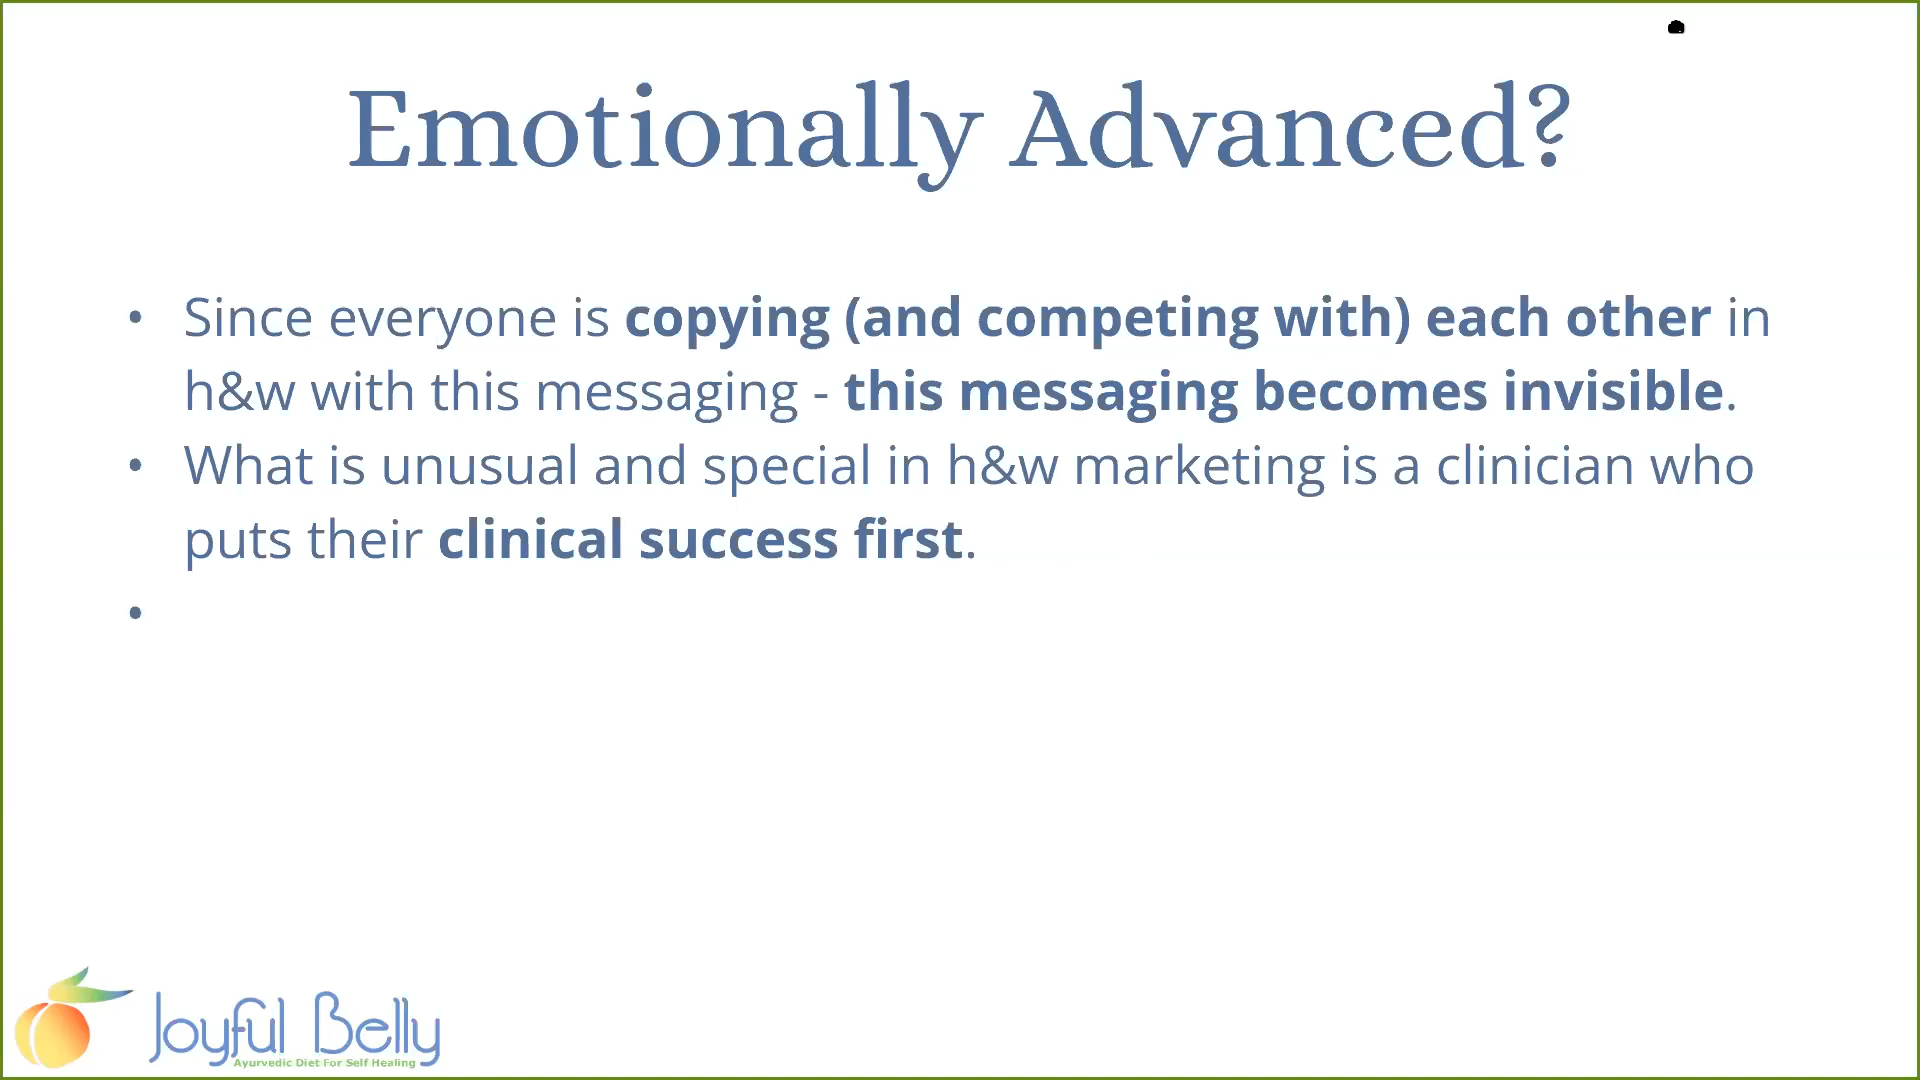 Emotionally Advanced?
• Since everyone is copying (and competing with) each other in
h&w with this messaging - this messaging becomes invisible.
• What is unusual and special in h&w marketing is a clinician who
puts their clinical success first.
•
Joyful Belly
Ayurvedic Diet For Self Healing